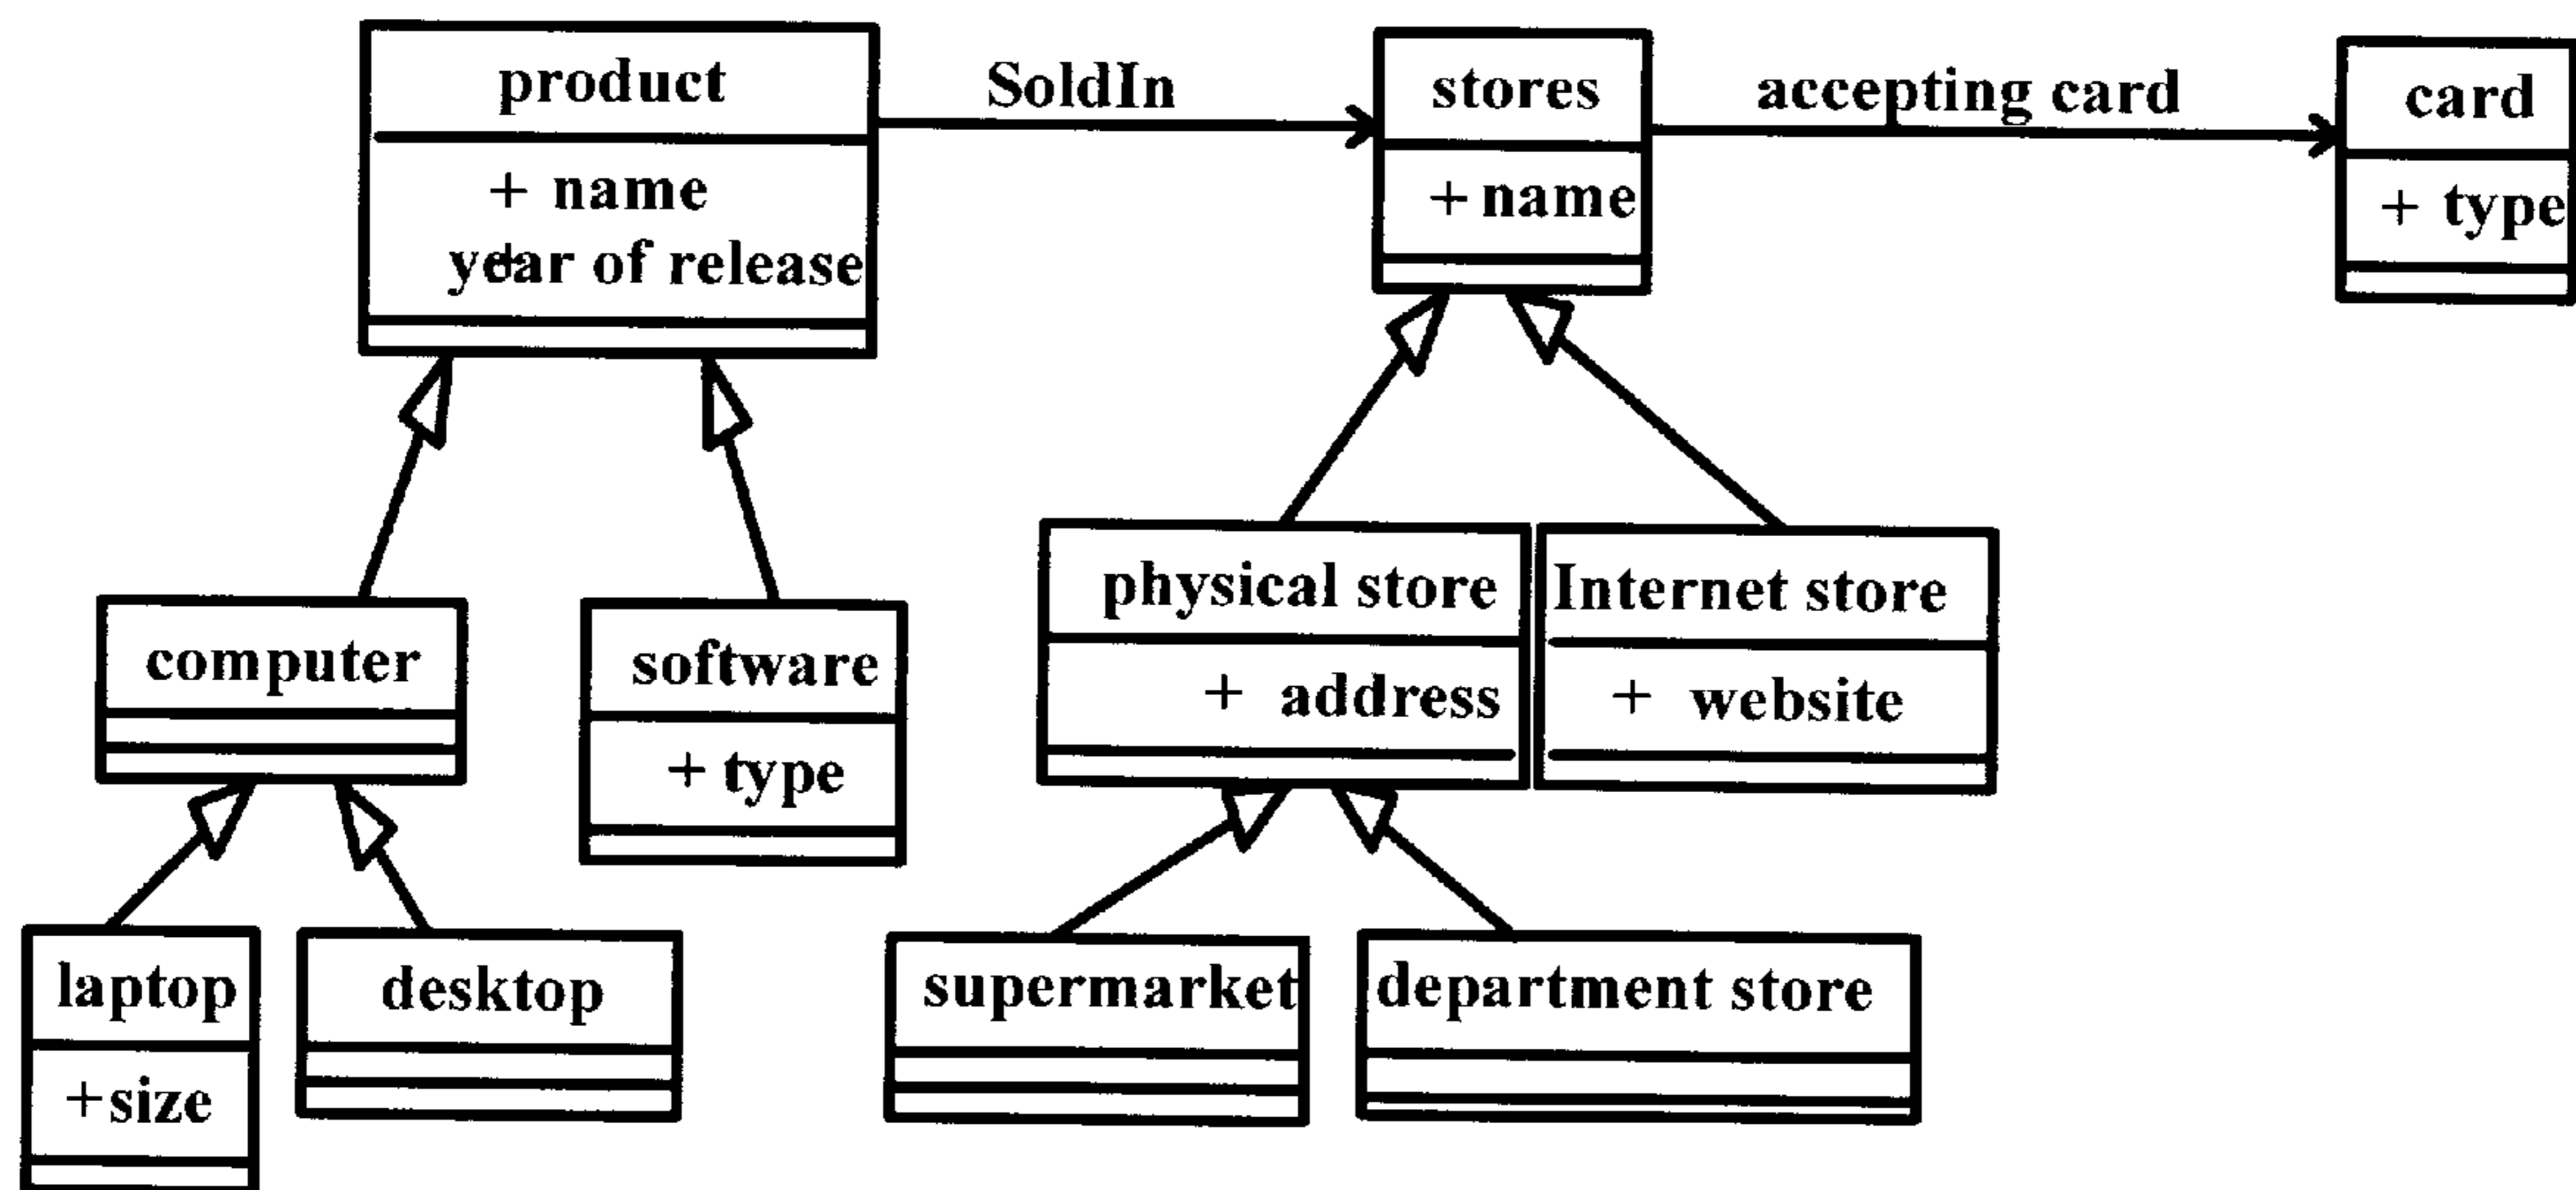 product
+ name
+ year of release
SoldIn
stores
+ name
accepting card
card
+ type
computer
software
+ type
physical store
+ address
Internet store
+ website
laptop
+size
desktop
supermarket
department store